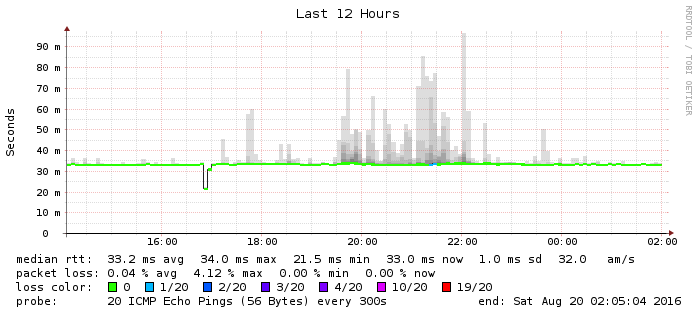 Last 12 Hours
RRDTOOL / TOBI OETIKER
Seconds
90 m
80 m
70 m
60 m
50 m
40 m
30 m
20 m
10 m
0
16:00 18:00 20:00 22:00 00:00 02:00
median rtt: 33.2 ms avg 34.0 ms max 21.5 ms min 33.0 ms now 1.0 ms sd 32.0 am/s
packet loss: 0.04 % avg 4.12 % max 0.00 % min 0.00 % now
loss color: 0 1/20 2/20 3/20 4/20 10/20 19/20
probe: 20 ICMP Echo Pings (56 Bytes) every 300s end: Sat Aug 20 02:05:04 2016